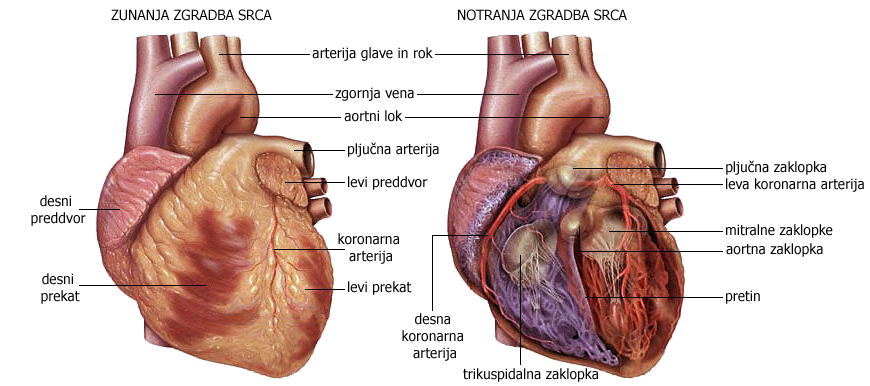 ZUNANJA ZGRADBA SRCA
NOTRANJA ZGRADBA SRCA
arterija glave in rok
zgornja vena
aortni lok
pljučna arterija
levi preddvor
desni
preddvor
koronarna
arterija
desni
prekat
levi prekat
pljučna zaklopka
leva koronarna arterija
mitralne zaklopke
aortna zaklopka
pretin
desna
koronarna
arterija
trikuspidalna zaklopka